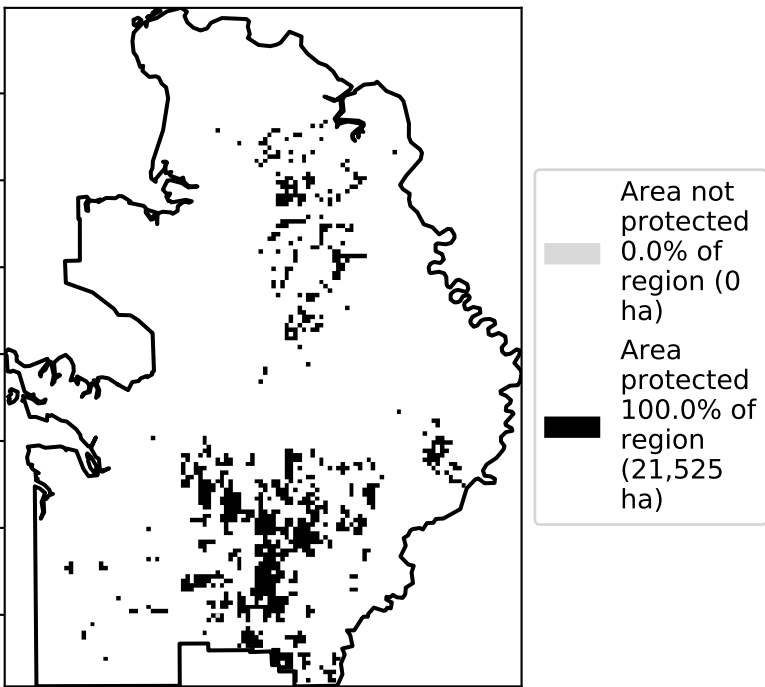 Area not
protected
0.0% of
region (0
ha)
Area
protected
100.0% of
region
(21,525
ha)